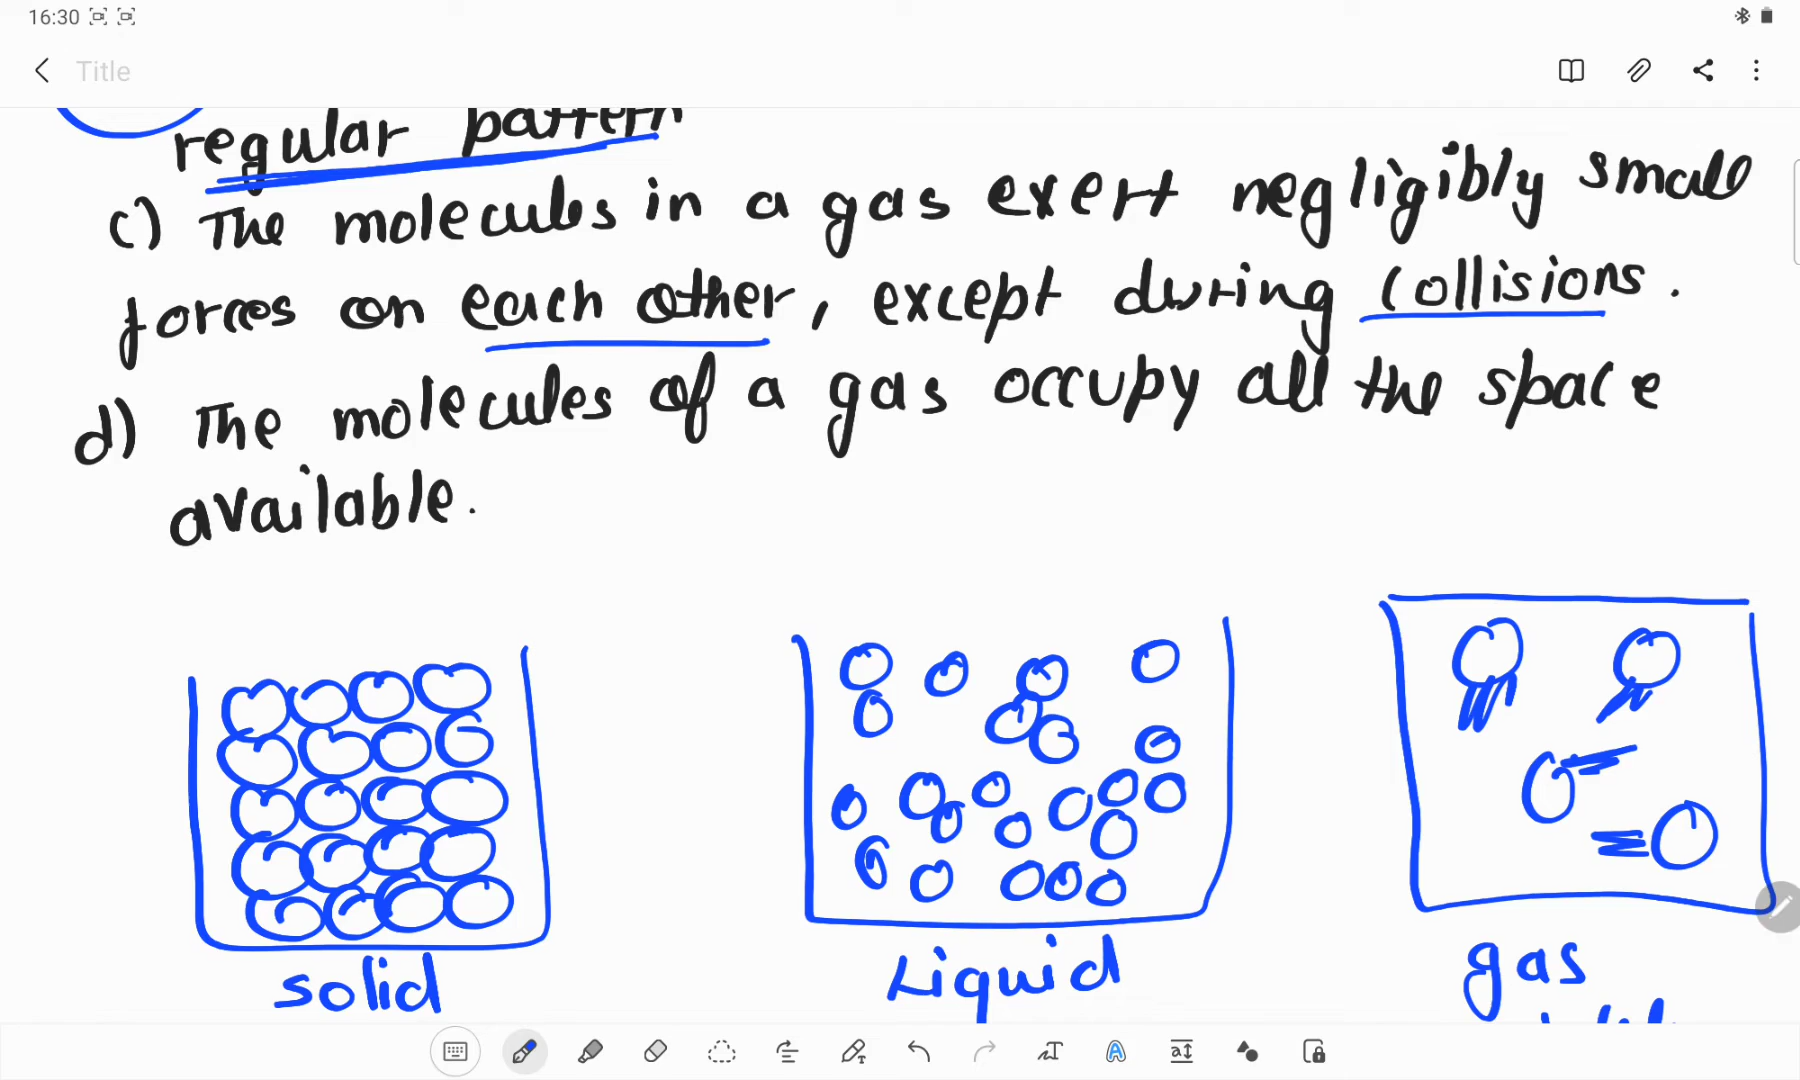 16:30
Title
regular pattern
c) The molecules in a gas exert negligibly small
forces on each other, except during collisions.
d) The molecules of a gas occupy all the space
available.
solid
Liquid
gas